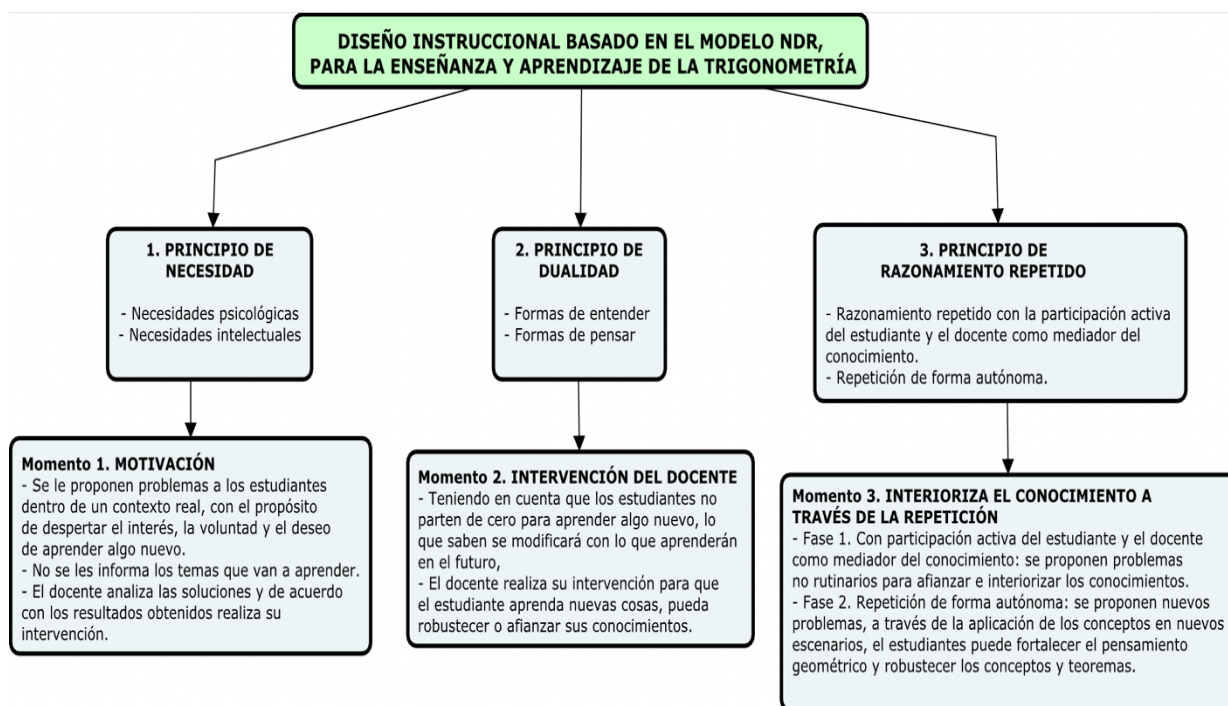 DISEÑO INSTRUCCIONAL BASADO EN EL MODELO NDR,
PARA LA ENSEÑANZA Y APRENDIZAJE DE LA TRIGONOMETRÍA
1. PRINCIPIO DE
NECESIDAD
- Necesidades psicológicas
- Necesidades intelectuales
2. PRINCIPIO DE
DUALIDAD
- Formas de entender
- Formas de pensar
3. PRINCIPIO DE
RAZONAMIENTO REPETIDO
- Razonamiento repetido con la participación activa
del estudiante y el docente como mediador del
conocimiento.
- Repetición de forma autónoma.
Momento 1. MOTIVACIÓN
- Se le proponen problemas a los estudiantes
dentro de un contexto real, con el propósito
de despertar el interés, la voluntad y el deseo
de aprender algo nuevo.
- No se les informa los temas que van a aprender.
- El docente analiza las soluciones y de acuerdo
con los resultados obtenidos realiza su
intervención.
Momento 2. INTERVENCIÓN DEL DOCENTE
- Teniendo en cuenta que los estudiantes no
parten de cero para aprender algo nuevo, lo
que saben se modificará con lo que aprenderán
en el futuro,
- El docente realiza su intervención para que
el estudiante aprenda nuevas cosas, pueda
robustecer o afianzar sus conocimientos.
Momento 3. INTERIORIZA EL CONOCIMIENTO A
TRAVÉS DE LA REPETICIÓN
- Fase 1. Con participación activa del estudiante y el docente
como mediador del conocimiento: se proponen problemas
no rutinarios para afianzar e interiorizar los conocimientos.
- Fase 2. Repetición de forma autónoma: se proponen nuevos
problemas, a través de la aplicación de los conceptos en nuevos
escenarios, el estudiantes puede fortalecer el pensamiento
geométrico y robustecer los conceptos y teoremas.